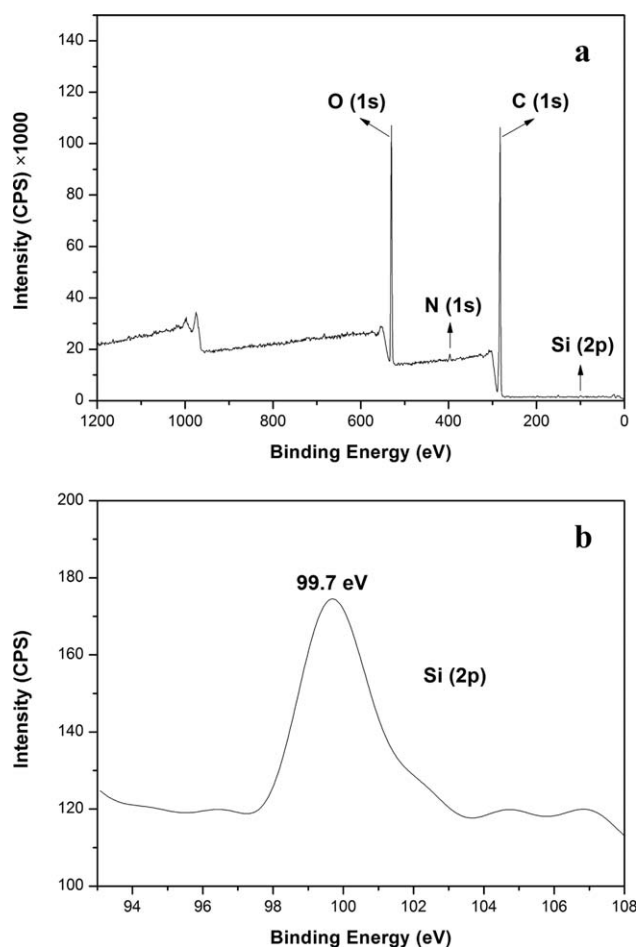 a
O (1s)
C (1s)
N (1s)
Si (2p)
Intensity (CPS) ×1000
140
120
100
80
60
40
20
0
1200
1000
800
600
400
200
0
Binding Energy (eV)
b
99.7 eV
Si (2p)
Intensity (CPS)
200
180
160
140
120
100
94
96
98
100
102
104
106
108
Binding Energy (eV)